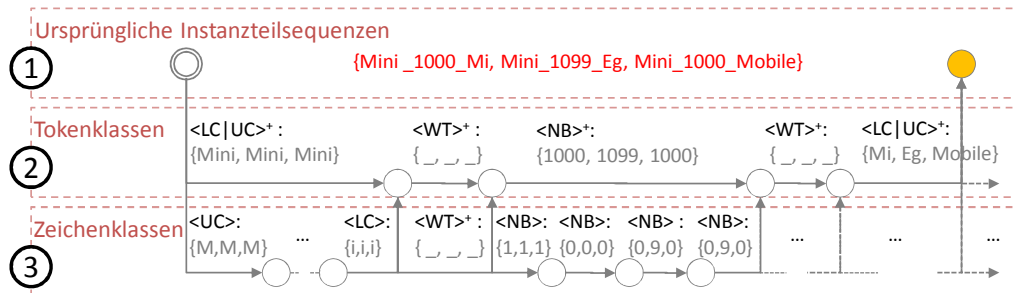 Ursprüngliche Instanzteilsequenzen
1
{Mini _1000_Mi, Mini_1099_Eg, Mini_1000_Mobile}
Tokenklassen
2
<LC|UC>+ : <WT>+ : <NB>+: <WT>+: <LC|UC>+:
{Mini, Mini, Mini} { _, _, _} {1000, 1099, 1000} { _, _, _} {Mi, Eg, Mobile}
Zeichenklassen
3
<UC>: <LC>: <WT>+ : <NB>: <NB>: <NB> : <NB>:
{M,M,M} ... {i,i,i} { _, _, _} {1,1,1} {0,0,0} {0,9,0} {0,9,0} ... ... ...